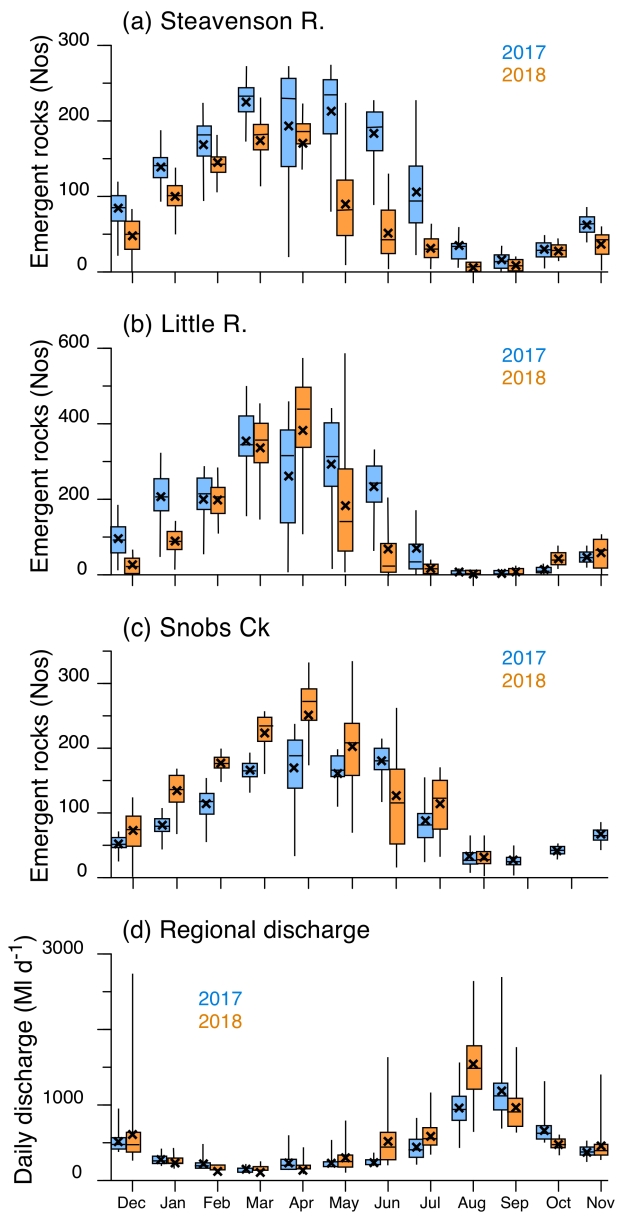 (a) Steavenson R.
Emergent rocks (Nos)
300
200
100
0
2017
2018
(b) Little R.
Emergent rocks (Nos)
600
400
200
0
2017
2018
(c) Snobs Ck
Emergent rocks (Nos)
300
200
100
0
2017
2018
(d) Regional discharge
Daily discharge (Ml d-1)
3000
1000
0
2017
2018
Dec Jan Feb Mar Apr May Jun Jul Aug Sep Oct Nov